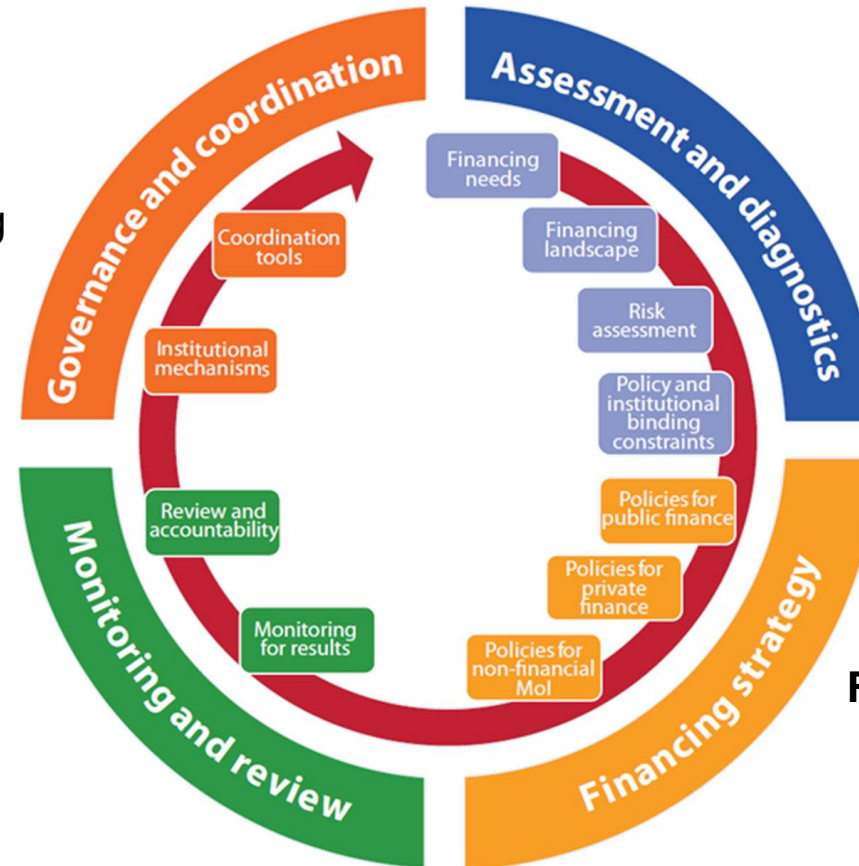 Governance and coordination
Assessment and diagnostics
Financing
needs
Financing
landscape
Risk
assessment
Policy and
institutional
binding
constraints
Policies for
public finance
Policies for
private
finance
Policies for
non-financial
MoI
Financing strategy
Monitoring
for results
Review and
accountability
Monitoring and review
Institutional
mechanisms
Coordination
tools
g
F